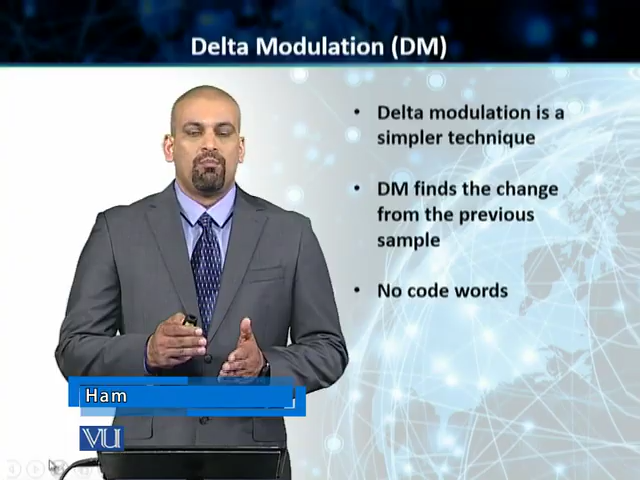 Delta Modulation (DM)
• Delta modulation is a
simpler technique
• DM finds the change
from the previous
sample
• No code words
Ham
VU